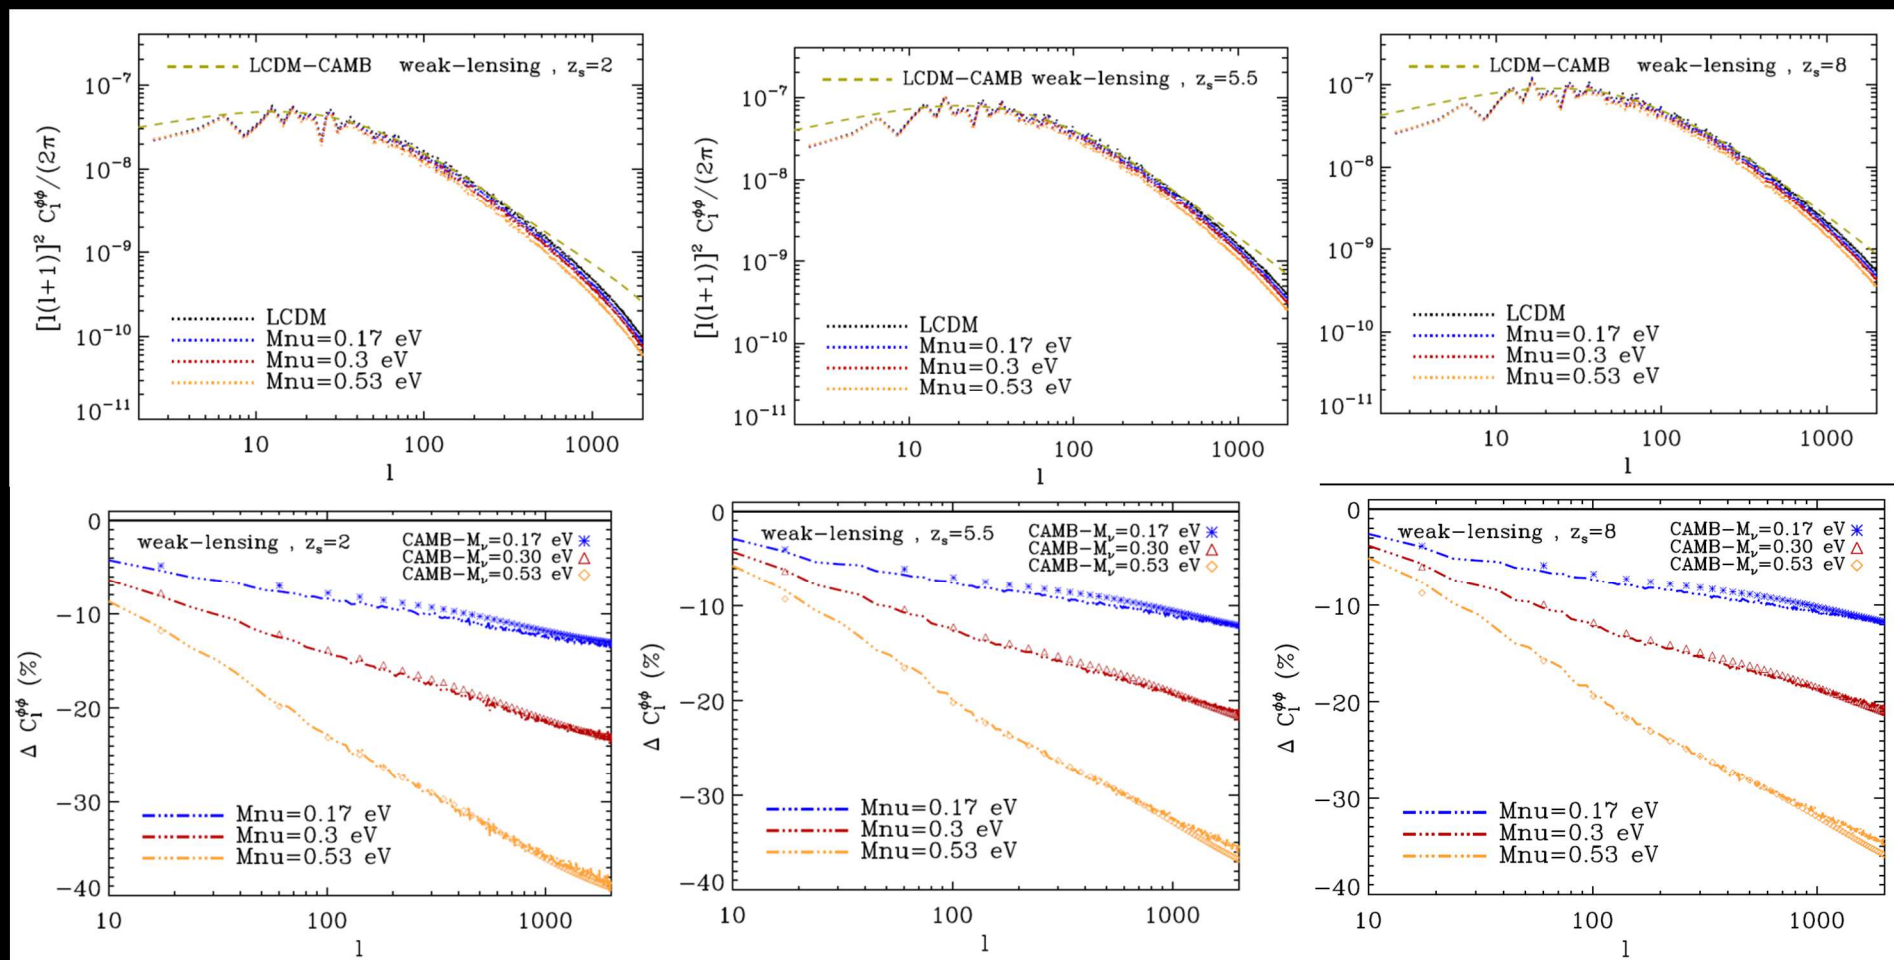 LCDM-CAMB weak-lensing , z_s=2
10^-7
10^-8
10^-9
10^-10
10^-11
[l(l+1)]² C_l^ϕϕ/(2π)
LCDM
Mnu=0.17 eV
Mnu=0.3 eV
Mnu=0.53 eV
10 100 1000
l
LCDM-CAMB weak-lensing , z_s=5.5
10^-7
10^-8
10^-9
10^-10
10^-11
[l(l+1)]² C_l^ϕϕ/(2π)
LCDM
Mnu=0.17 eV
Mnu=0.3 eV
Mnu=0.53 eV
10 100 1000
l
LCDM-CAMB weak-lensing , z_s=8
10^-7
10^-8
10^-9
10^-10
10^-11
LCDM
Mnu=0.17 eV
Mnu=0.3 eV
Mnu=0.53 eV
10 100 1000
l
weak-lensing , z_s=2
CAMB-M_ν=0.17 eV
CAMB-M_ν=0.30 eV
CAMB-M_ν=0.53 eV
0
-10
-20
-30
-40
Δ C_l^ϕϕ (%)
Mnu=0.17 eV
Mnu=0.3 eV
Mnu=0.53 eV
10 100 1000
l
weak-lensing , z_s=5.5
CAMB-M_ν=0.17 eV
CAMB-M_ν=0.30 eV
CAMB-M_ν=0.53 eV
0
-10
-20
-30
-40
Δ C_l^ϕϕ (%)
Mnu=0.17 eV
Mnu=0.3 eV
Mnu=0.53 eV
10 100 1000
l
weak-lensing , z_s=8
CAMB-M_ν=0.17 eV
CAMB-M_ν=0.30 eV
CAMB-M_ν=0.53 eV
0
-10
-20
-30
-40
Δ C_l^ϕϕ (%)
Mnu=0.17 eV
Mnu=0.3 eV
Mnu=0.53 eV
10 100 1000
l